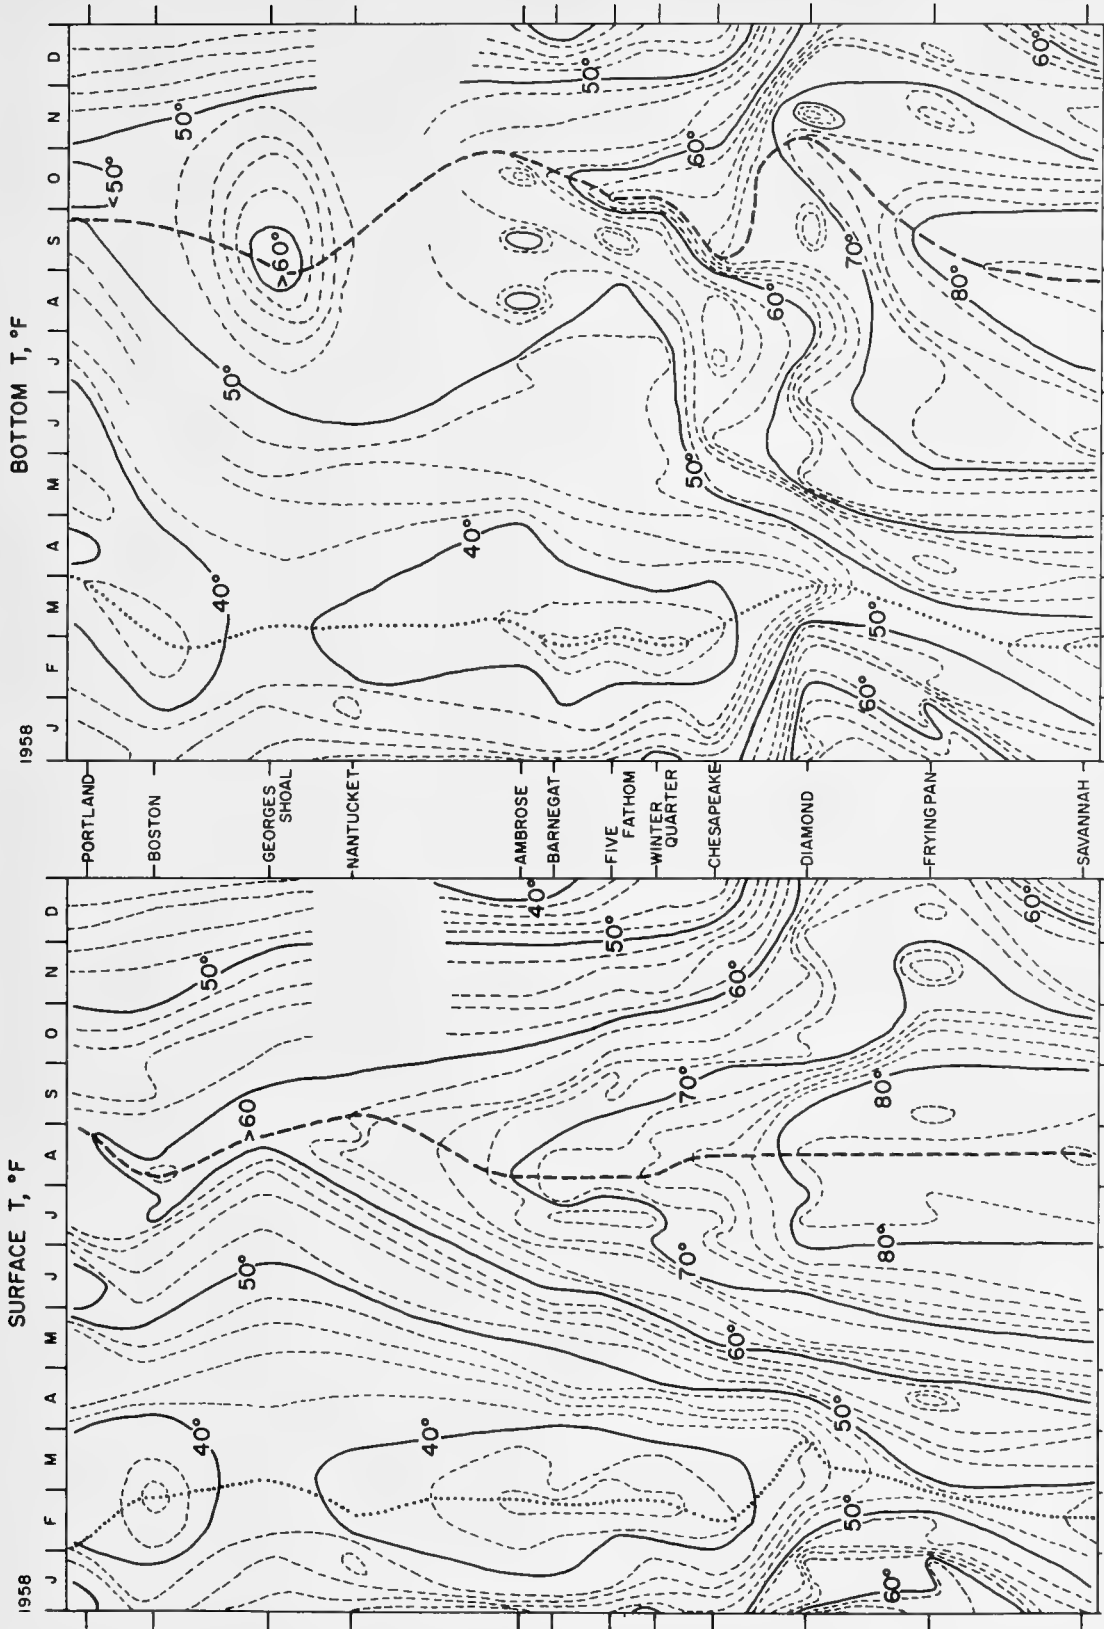 SURFACE T, °F
1958
J F M A M J J A S O N D
40°
40°
50°
50°
60°
50°
60°
70°
80°
>60
70°
80°
50°
60°
50°
40°
60°
PORTLAND
BOSTON
GEORGES
SHOAL
NANTUCKET
AMBROSE
BARNEGAT
FIVE
FATHOM
WINTER
QUARTER
CHESAPEAKE
DIAMOND
FRYINGPAN
SAVANNAH
BOTTOM T, °F
1958
J F M A M J J A S O N D
40°
40°
50°
60°
50°
50°
>60°
60°
70°
80°
<50°
50°
60°
50°
60°